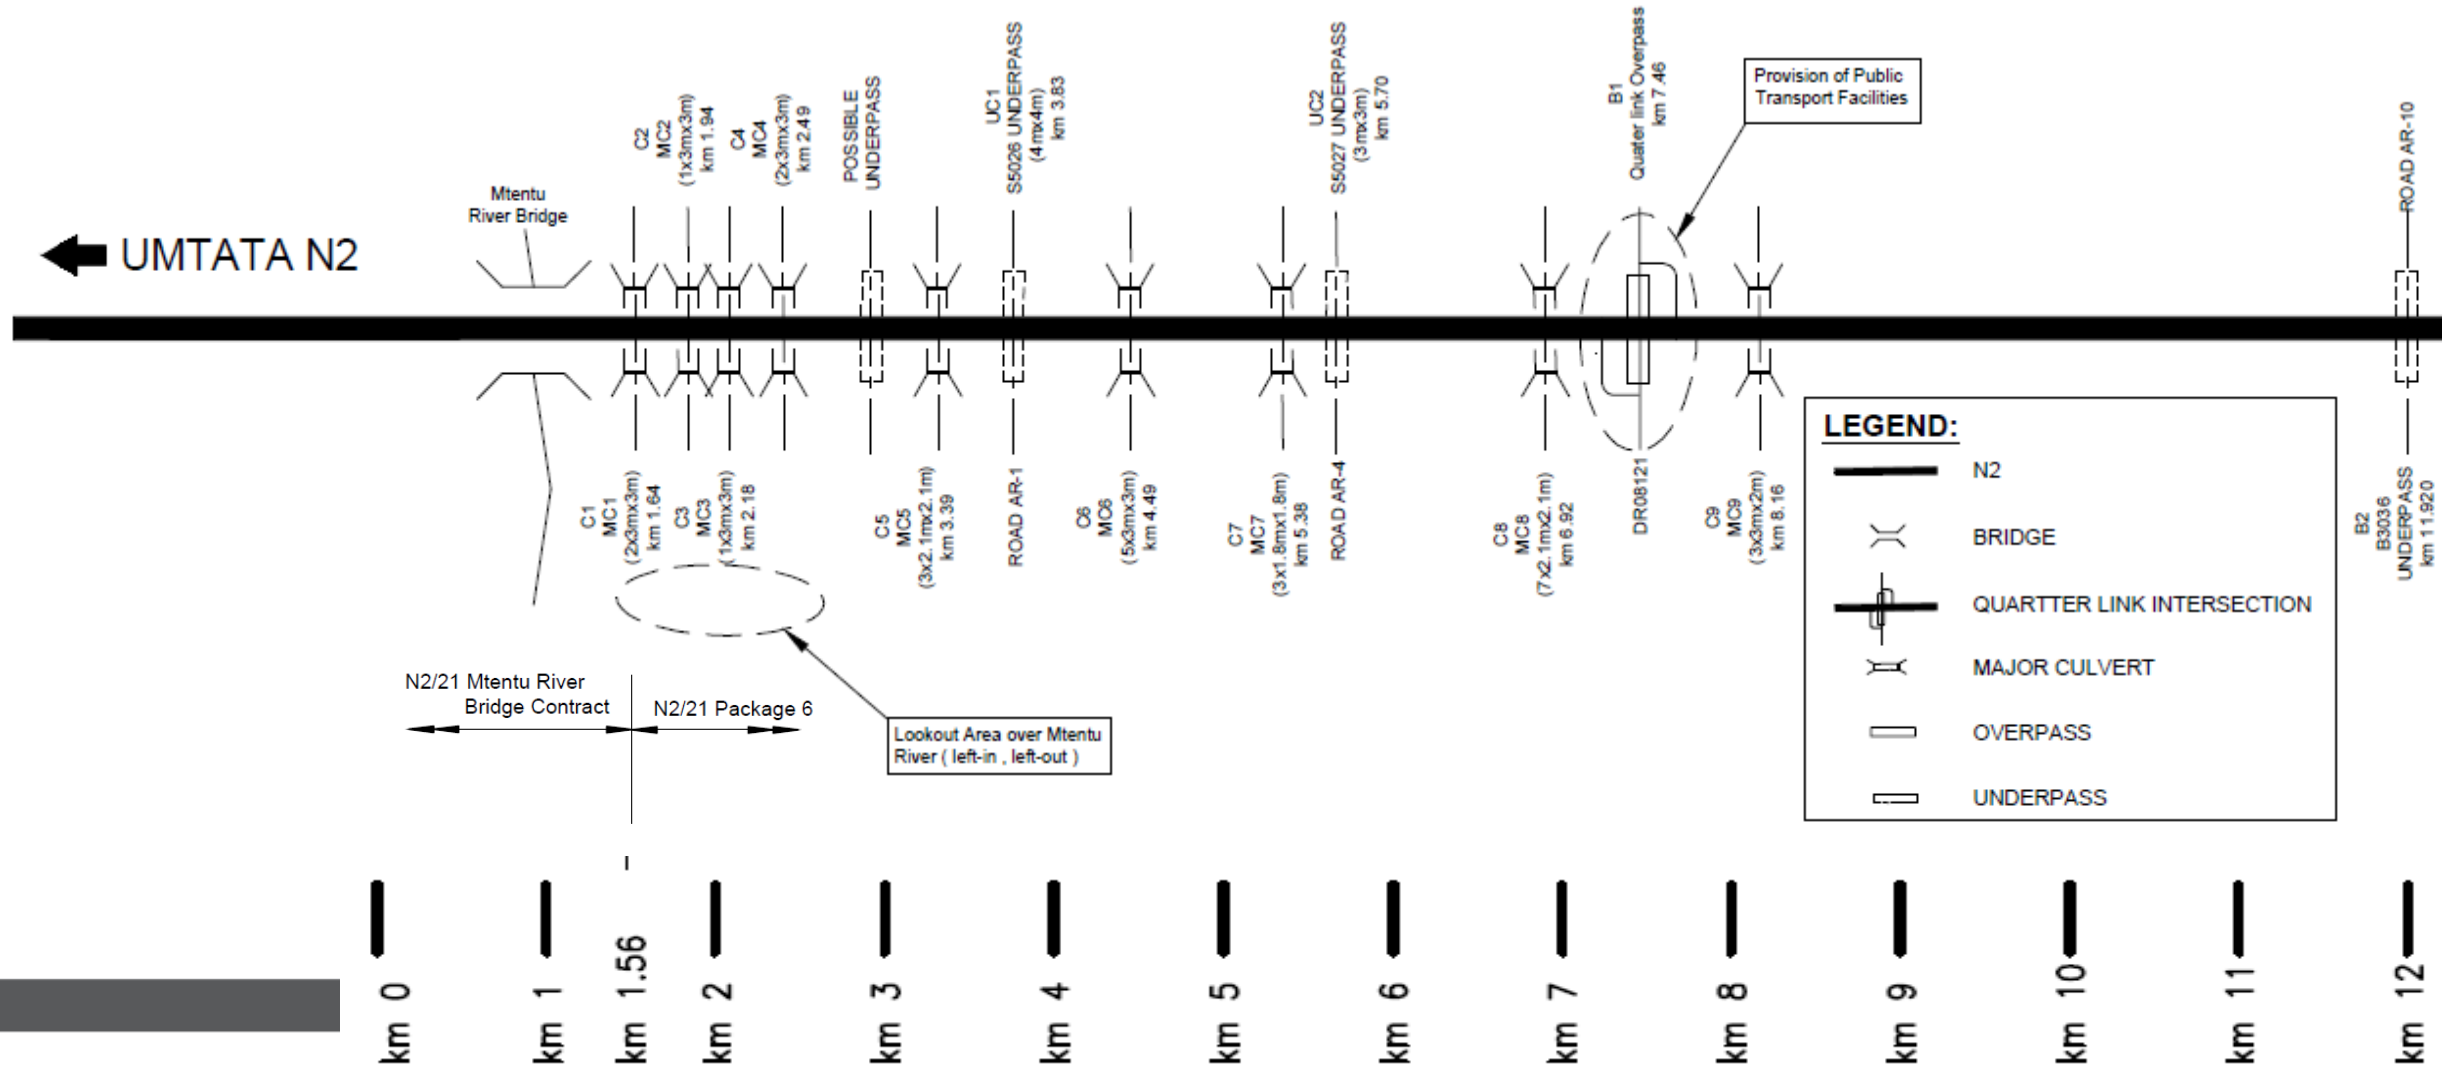 C2
MC2
(1x3mx3m)
km 1.94
C4
MC4
(2x3mx3m)
km 2.49
POSSIBLE
UNDERPASS
UC1
S5026 UNDERPASS
(4mx4m)
km 3.83
UC2
S5027 UNDERPASS
(3mx3m)
km 5.70
B1
Quater link Overpass
km 7.46
Provision of Public
Transport Facilities
ROAD AR-10
Mtentu
River Bridge
UMTATA N2
C1
MC1
(2x3mx3m)
km 1.64
C3
MC3
(1x3mx3m)
km 2.18
C5
MC5
(3x2.1mx2.1m)
km 3.39
ROAD AR-1
C6
MC6
(5x3mx3m)
km 4.49
C7
MC7
(3x1.8mx1.8m)
km 5.38
ROAD AR-4
C8
MC8
(7x2.1mx2.1m)
km 6.92
DR08121
C9
MC9
(3x3mx2m)
km 8.16
B2
B3036
UNDERPASS
km 11.920
LEGEND:
N2
BRIDGE
QUARTTER LINK INTERSECTION
MAJOR CULVERT
OVERPASS
UNDERPASS
N2/21 Mtentu River
Bridge Contract
N2/21 Package 6
Lookout Area over Mtentu
River ( left-in , left-out )
km 0
km 1
km 1.56
km 2
km 3
km 4
km 5
km 6
km 7
km 8
km 9
km 10
km 11
km 12